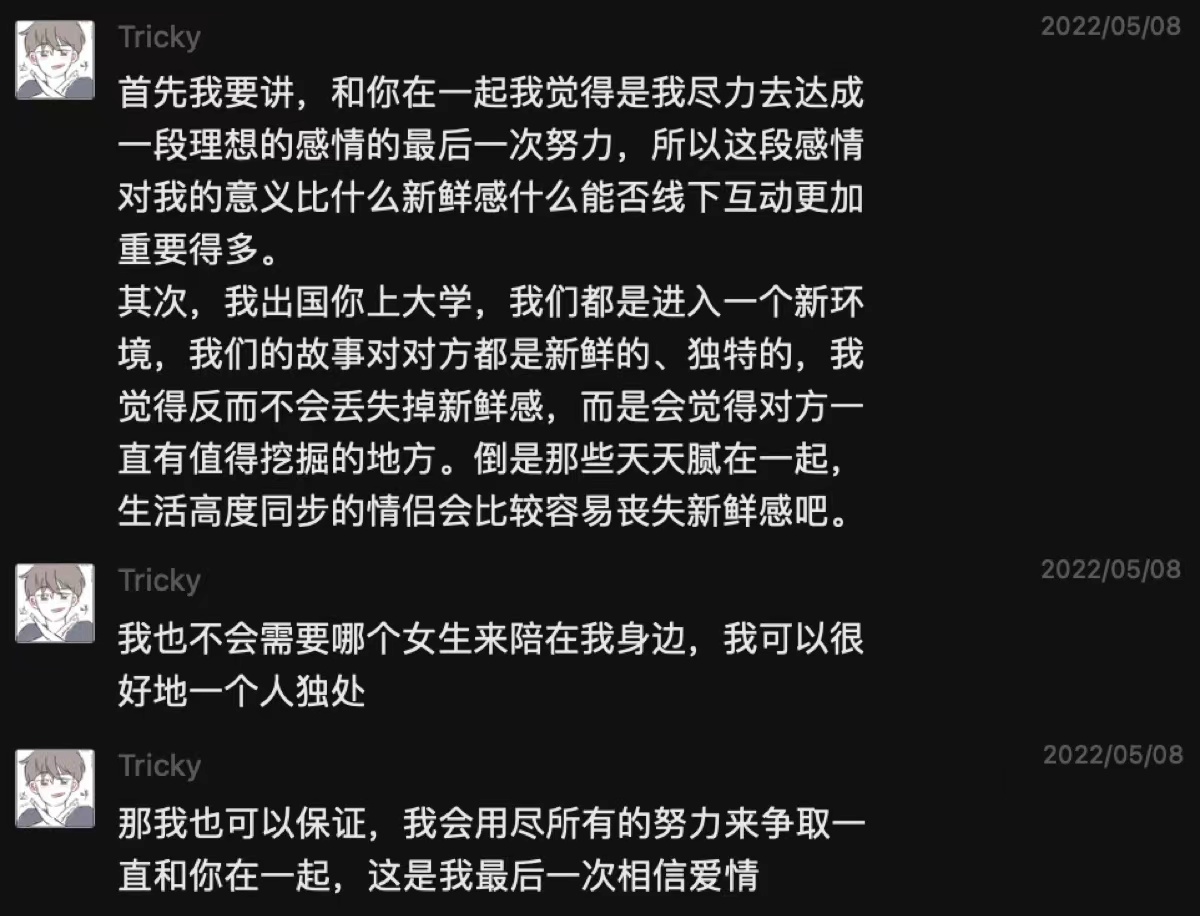 Tricky
2022/05/08
首先我要讲，和你在一起我觉得是我尽力去达成
一段理想的感情的最后一次努力，所以这段感情
对我的意义比什么新鲜感什么能否线下互动更加
重要得多。
其次，我出国你上大学，我们都是进入一个新环
境，我们的故事对对方都是新鲜的、独特的，我
觉得反而不会丢失掉新鲜感，而是会觉得对方一
直有值得挖掘的地方。倒是那些天天腻在一起，
生活高度同步的情侣会比较容易丧失新鲜感吧。
Tricky
2022/05/08
我也不会需要哪个女生来陪在我身边，我可以很
好地一个人独处
Tricky
2022/05/08
那我也可以保证，我会用尽所有的努力来争取一
直和你在一起，这是我最后一次相信爱情